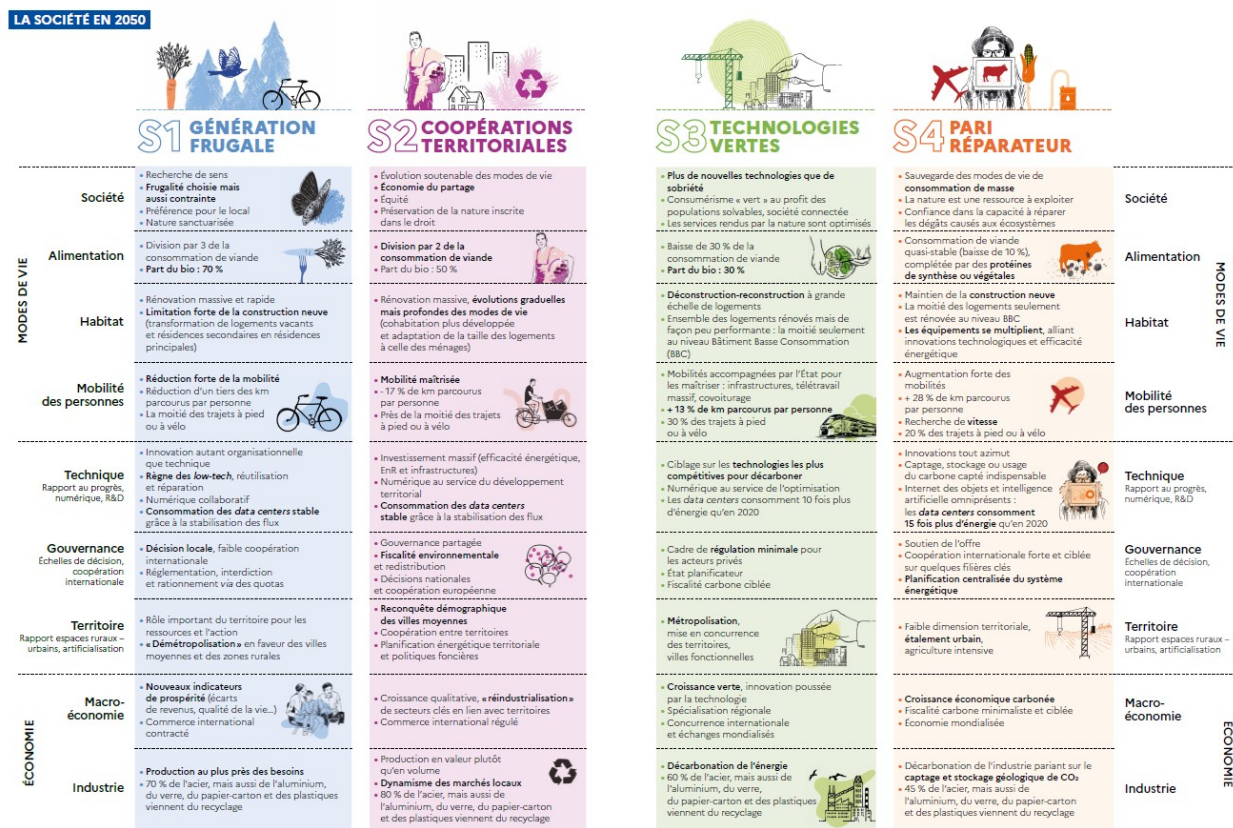 LA SOCIÉTÉ EN 2050
S1 GÉNÉRATION
FRUGALE
S2 COOPÉRATIONS
TERRITORIALES
S3 TECHNOLOGIES
VERTES
S4 PARI
RÉPARATEUR
MODES DE VIE
Société
• Recherche de sens
• Frugalité choisie mais
aussi contrainte
• Préférence pour le local
• Nature sanctuarisée
• Évolution soutenable des modes de vie
• Économie du partage
• Équité
• Préservation de la nature inscrite
dans le droit
• Plus de nouvelles technologies que de
sobriété
• Consumérisme « vert » au profit des
populations solvables, société connectée
• Les services rendus par la nature sont optimisés
• Sauvegarde des modes de vie de
consommation de masse
• La nature est une ressource à exploiter
• Confiance dans la capacité à réparer
les dégâts causés aux écosystèmes
Société
Alimentation
• Division par 3 de la
consommation de viande
• Part du bio : 70 %
• Division par 2 de la
consommation de viande
• Part du bio : 50 %
• Baisse de 30 % de la
consommation de viande
• Part du bio : 30 %
• Consommation de viande
quasi-stable (baisse de 10 %),
complétée par des protéines
de synthèse ou végétales
Alimentation
MODES DE VIE
Habitat
• Rénovation massive et rapide
• Limitation forte de la construction neuve
(transformation de logements vacants
et résidences secondaires en résidences
principales)
• Rénovation massive, évolutions graduelles
mais profondes des modes de vie
(cohabitation plus développée
et adaptation de la taille des logements
à celle des ménages)
• Déconstruction-reconstruction à grande
échelle de logements
• Ensemble des logements rénovés mais de
façon peu performante : la moitié seulement
au niveau Bâtiment Basse Consommation
(BBC)
• Maintien de la construction neuve
• La moitié des logements seulement
est rénovée au niveau BBC
• Les équipements se multiplient, alliant
innovations technologiques et efficacité
énergétique
Habitat
Mobilité
des personnes
• Réduction forte de la mobilité
• Réduction d'un tiers des km
parcourus par personne
• La moitié des trajets à pied
ou à vélo
• Mobilité maîtrisée
• - 17 % de km parcourus
par personne
• Près de la moitié des trajets
à pied ou à vélo
• Mobilités accompagnées par l'État pour
les maîtriser : infrastructures, télétravail
massif, covoiturage
• + 13 % de km parcourus par personne
• 30 % des trajets à pied
ou à vélo
• Augmentation forte des
mobilités
• + 28 % de km parcourus
par personne
• Recherche de vitesse
• 20 % des trajets à pied ou à vélo
Mobilité
des personnes
Technique
Rapport au progrès,
numérique, R&D
• Innovation autant organisationnelle
que technique
• Règne des low-tech, réutilisation
et réparation
• Numérique collaboratif
• Consommation des data centers stable
grâce à la stabilisation des flux
• Investissement massif (efficacité énergétique,
EnR et infrastructures)
• Numérique au service du développement
territorial
• Consommation des data centers
stable grâce à la stabilisation des flux
• Ciblage sur les technologies les plus
compétitives pour décarboner
• Numérique au service de l'optimisation
• Les data centers consomment 10 fois plus
d'énergie qu'en 2020
• Innovations tout azimut
• Captage, stockage ou usage
du carbone capté indispensable
• Internet des objets et intelligence
artificielle omniprésents :
les data centers consomment
15 fois plus d'énergie qu'en 2020
Technique
Rapport au progrès,
numérique, R&D
Gouvernance
Échelles de décision,
coopération
internationale
• Décision locale, faible coopération
internationale
• Réglementation, interdiction
et rationnement via des quotas
• Gouvernance partagée
• Fiscalité environnementale
et redistribution
• Décisions nationales
et coopération européenne
• Cadre de régulation minimale pour
les acteurs privés
• État planificateur
• Fiscalité carbone ciblée
• Soutien de l'offre
• Coopération internationale forte et ciblée
sur quelques filières clés
• Planification centralisée du système
énergétique
Gouvernance
Échelles de décision,
coopération
internationale
Territoire
Rapport espaces ruraux –
urbains, artificialisation
• Rôle important du territoire pour les
ressources et l'action
• « Démétropolisation » en faveur des villes
moyennes et des zones rurales
• Reconquête démographique
des villes moyennes
• Coopération entre territoires
• Planification énergétique territoriale
et politiques foncières
• Métropolisation,
mise en concurrence
des territoires,
villes fonctionnelles
• Faible dimension territoriale,
étalement urbain,
agriculture intensive
Territoire
Rapport espaces ruraux –
urbains, artificialisation
ÉCONOMIE
Macro-
économie
• Nouveaux indicateurs
de prospérité (écarts
de revenus, qualité de la vie...)
• Commerce international
contracté
• Croissance qualitative, « réindustrialisation »
de secteurs clés en lien avec territoires
• Commerce international régulé
• Croissance verte, innovation poussée
par la technologie
• Spécialisation régionale
• Concurrence internationale
et échanges mondialisés
• Croissance économique carbonée
• Fiscalité carbone minimaliste et ciblée
• Économie mondialisée
Macro-
économie
ÉCONOMIE
Industrie
• Production au plus près des besoins
• 70 % de l'acier, mais aussi de l'aluminium,
du verre, du papier-carton et des plastiques
viennent du recyclage
• Production en valeur plutôt
qu'en volume
• Dynamisme des marchés locaux
• 80 % de l'acier, mais aussi de
l'aluminium, du verre, du papier-carton
et des plastiques viennent du recyclage
• Décarbonation de l'énergie
• 60 % de l'acier, mais aussi de
l'aluminium, du verre,
du papier-carton et des plastiques
viennent du recyclage
• Décarbonation de l'industrie pariant sur le
captage et stockage géologique de CO₂
• 45 % de l'acier, mais aussi de
l'aluminium, du verre, du papier-carton
et des plastiques viennent du recyclage
Industrie